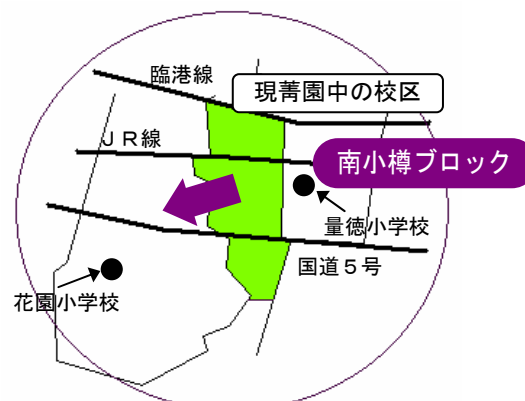 臨港線
現菁園中の校区
ＪＲ線
南小樽ブロック
量徳小学校
国道５号
花園小学校